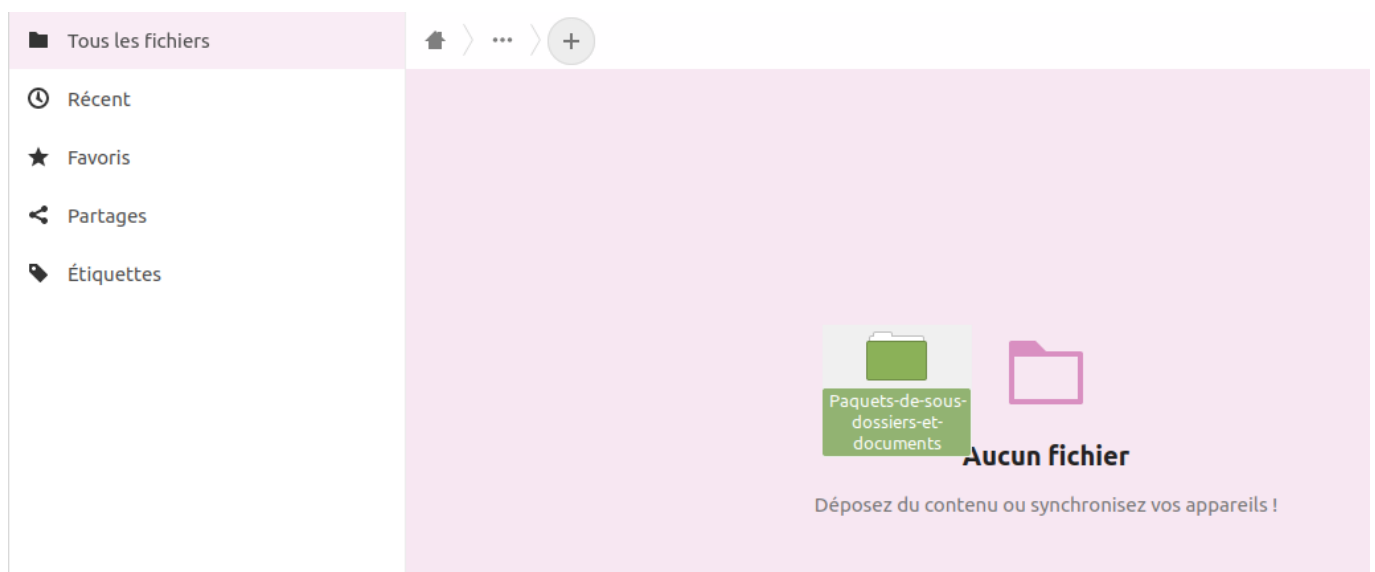 Tous les fichiers
Récent
Favoris
Partages
Étiquettes
Paquets-de-sous-
dossiers-et-
documents
Aucun fichier
Déposez du contenu ou synchronisez vos appareils !